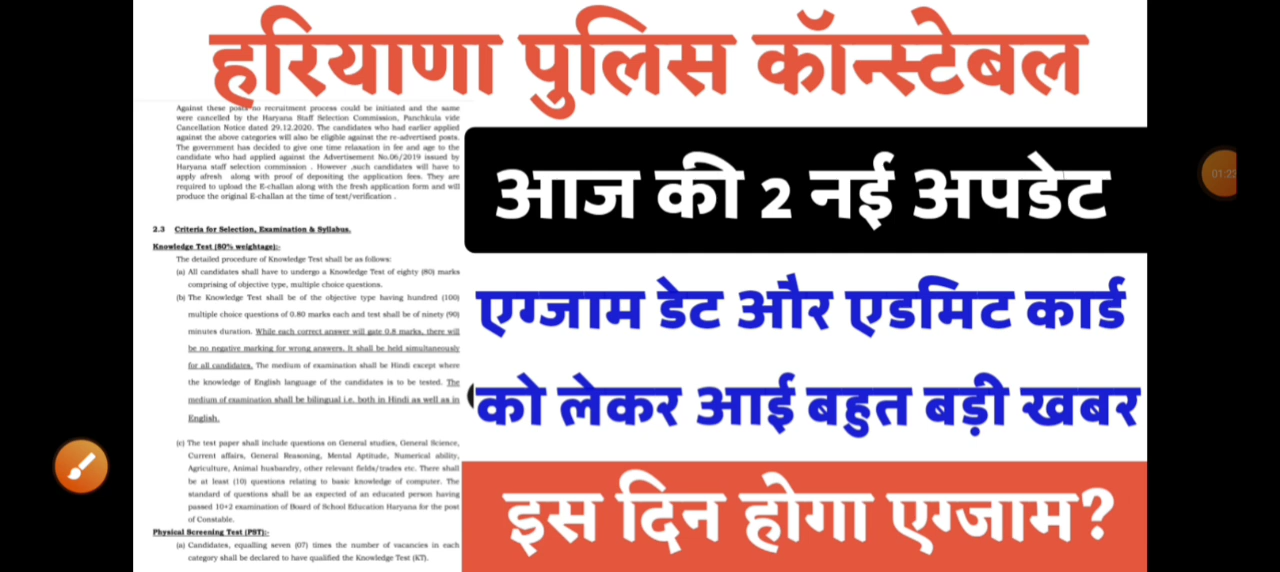 हरियाणा पुलिस कॉन्स्टेबल
Against these posts no recruitment process could be initiated and the same
were cancelled by the Haryana Staff Selection Commission, Panchkula vide
Cancellation Notice dated 29.12.2020. The candidates who had earlier applied
against the above categories will also be eligible against the re-advertised posts.
The government has decided to give one time relaxation in fee and age to the
candidate who had applied against the Advertisement No.06/2019 issued by
Haryana staff selection commission . However ,such candidates will have to
apply afresh along with proof of depositing the application fees. They are
required to upload the E-challan along with the fresh application form and will
produce the original E-challan at the time of test/verification .
2.3 Criteria for Selection, Examination & Syllabus.
Knowledge Test (80% weightage):-
The detailed procedure of Knowledge Test shall be as follows:
(a) All candidates shall have to undergo a Knowledge Test of eighty (80) marks
comprising of objective type, multiple choice questions.
(b) The Knowledge Test shall be of the objective type having hundred (100)
multiple choice questions of 0.80 marks each and test shall be of ninety (90)
minutes duration. While each correct answer will gate 0.8 marks, there will
be no negative marking for wrong answers. It shall be held simultaneously
for all candidates. The medium of examination shall be Hindi except where
the knowledge of English language of the candidates is to be tested. The
medium of examination shall be bilingual i.e. both in Hindi as well as in
English.
(c) The test paper shall include questions on General studies, General Science,
Current affairs, General Reasoning, Mental Aptitude, Numerical ability,
Agriculture, Animal husbandry, other relevant fields/trades etc. There shall
be at least (10) questions relating to basic knowledge of computer. The
standard of questions shall be as expected of an educated person having
passed 10+2 examination of Board of School Education Haryana for the post
of Constable.
Physical Screening Test (PST):-
(a) Candidates, equalling seven (07) times the number of vacancies in each
category shall be declared to have qualified the Knowledge Test (KT).
आज की 2 नई अपडेट
एग्जाम डेट और एडमिट कार्ड
को लेकर आई बहुत बड़ी खबर
इस दिन होगा एग्जाम?
01:23